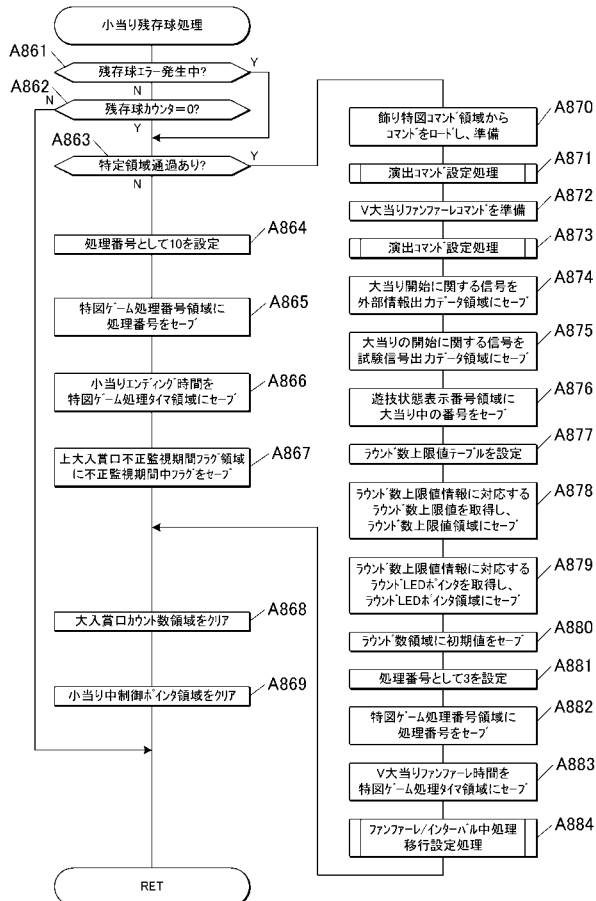 小当り残存球処理
A861
残存球エラー発生中?
Y
N
A862
N
残存球カウンター=0?
Y
A863
特定領域通過あり?
Y
N
処理番号として10を設定
A864
特図ゲーム処理番号領域に
処理番号をセーブ
A865
小当りエンディング時間を
特図ゲーム処理タイマ領域にセーブ
A866
上大入賞口不正監視期間フラグ領域
に不正監視期間中フラグをセーブ
A867
大入賞口カウント数領域をクリア
A868
小当り中制御ポインタ領域をクリア
A869
RET
飾り特図コマンド領域から
コマンドをロードし、準備
A870
演出コマンド設定処理
A871
V大当りファンファーレコマンドを準備
A872
演出コマンド設定処理
A873
大当り開始に関する信号を
外部情報出力データ領域にセーブ
A874
大当りの開始に関する信号を
試験信号出力データ領域にセーブ
A875
遊技状態表示番号領域に
大当り中の番号をセーブ
A876
ラウンド数上限値テーブルを設定
A877
ラウンド数上限値情報に対応する
ラウンド数上限値を取得し、
ラウンド数上限値領域にセーブ
A878
ラウンド数上限値情報に対応する
ラウンドLEDポインタを取得し、
ラウンドLEDポインタ領域にセーブ
A879
ラウンド数領域に初期値をセーブ
A880
処理番号として3を設定
A881
特図ゲーム処理番号領域に
処理番号をセーブ
A882
V大当りファンファーレ時間を
特図ゲーム処理タイマ領域にセーブ
A883
ファンファーレ/インターバル中処理
移行設定処理
A884